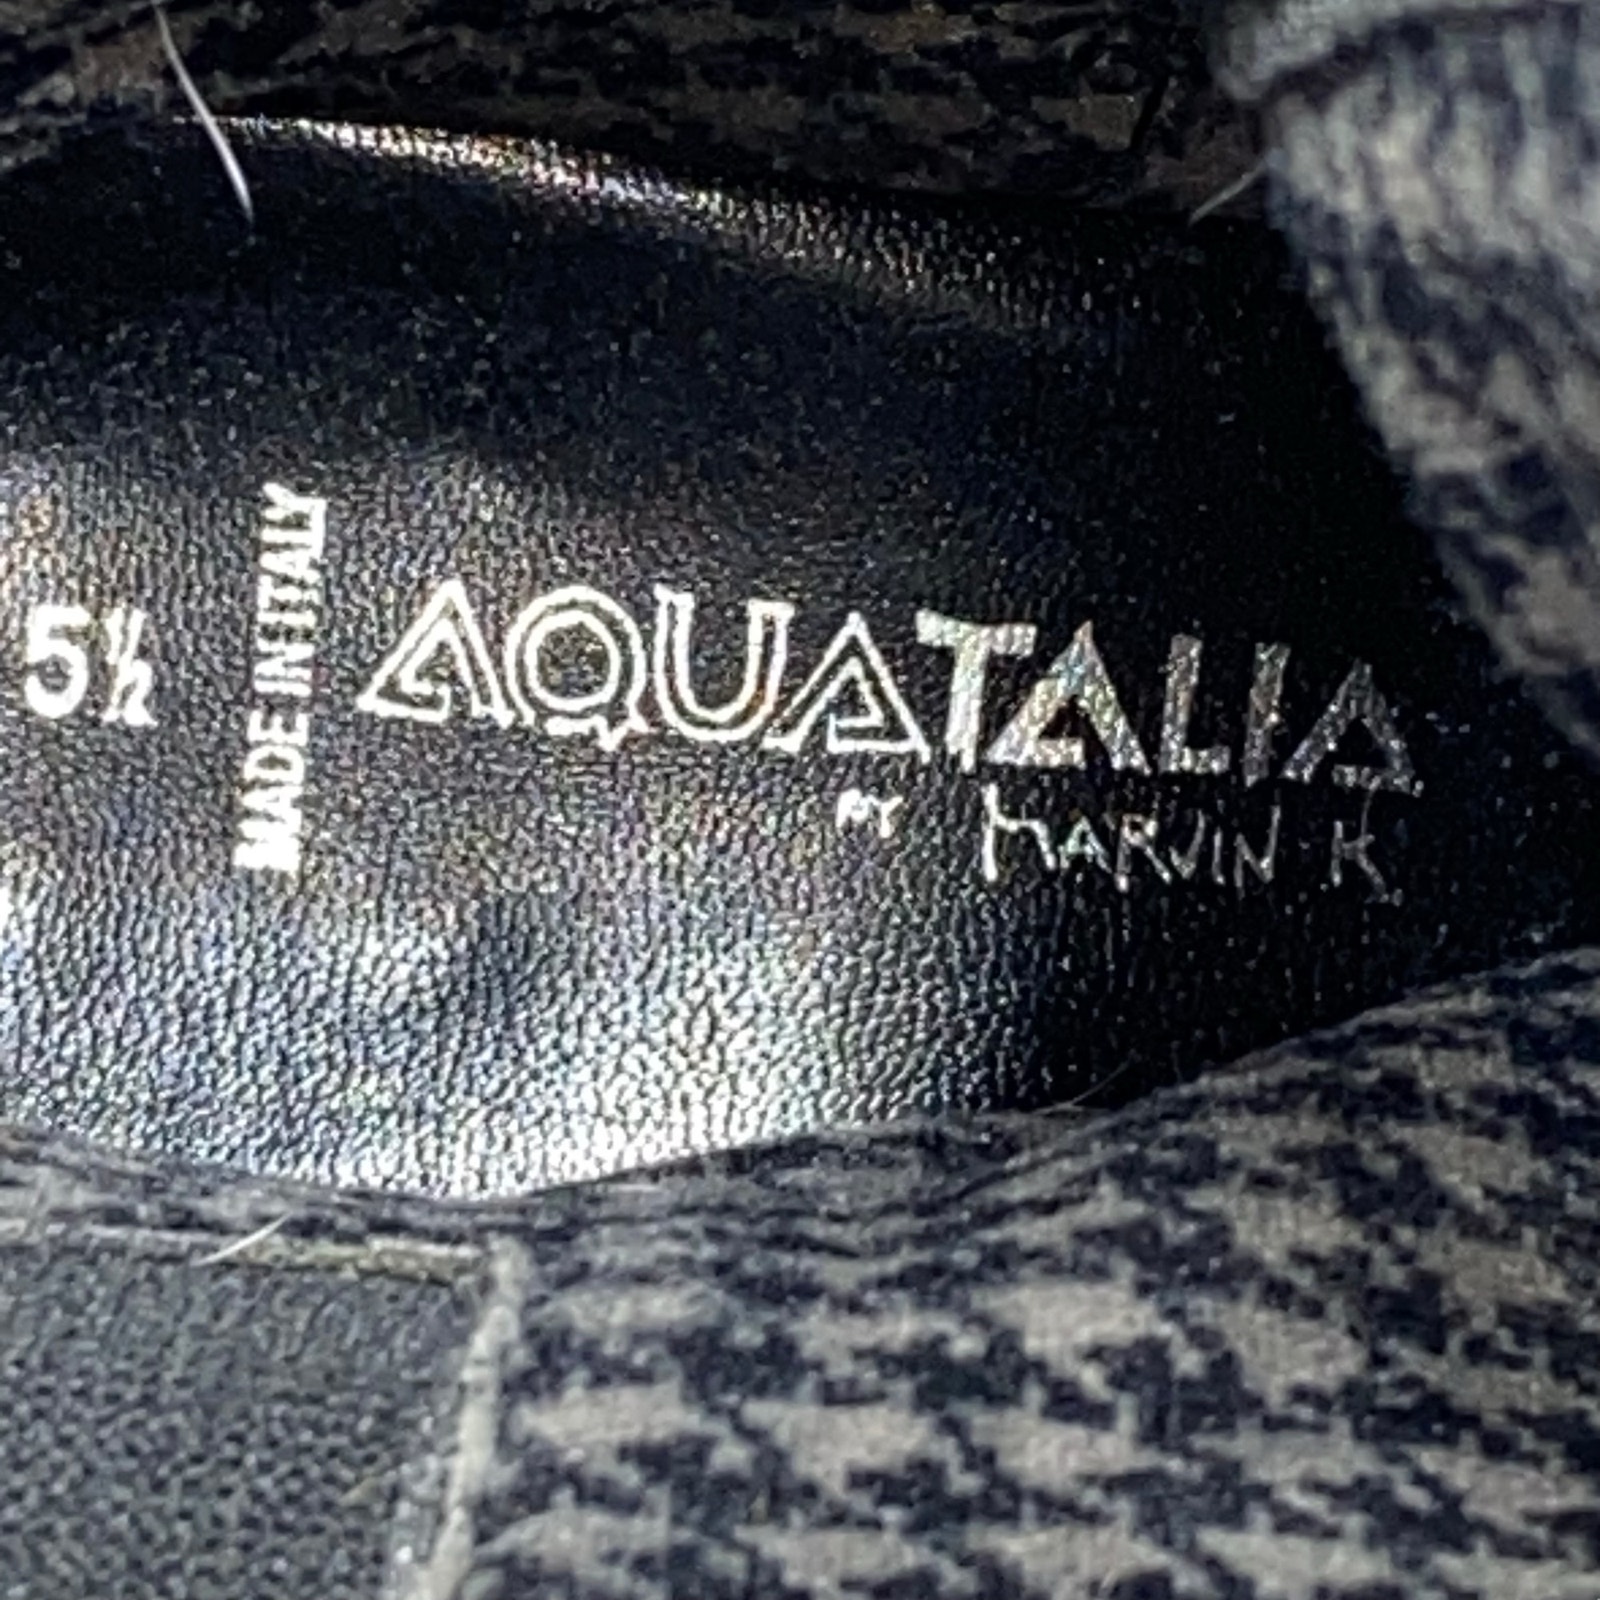 5½
MADE IN ITALY
AQUATALIA
BY MARVIN K